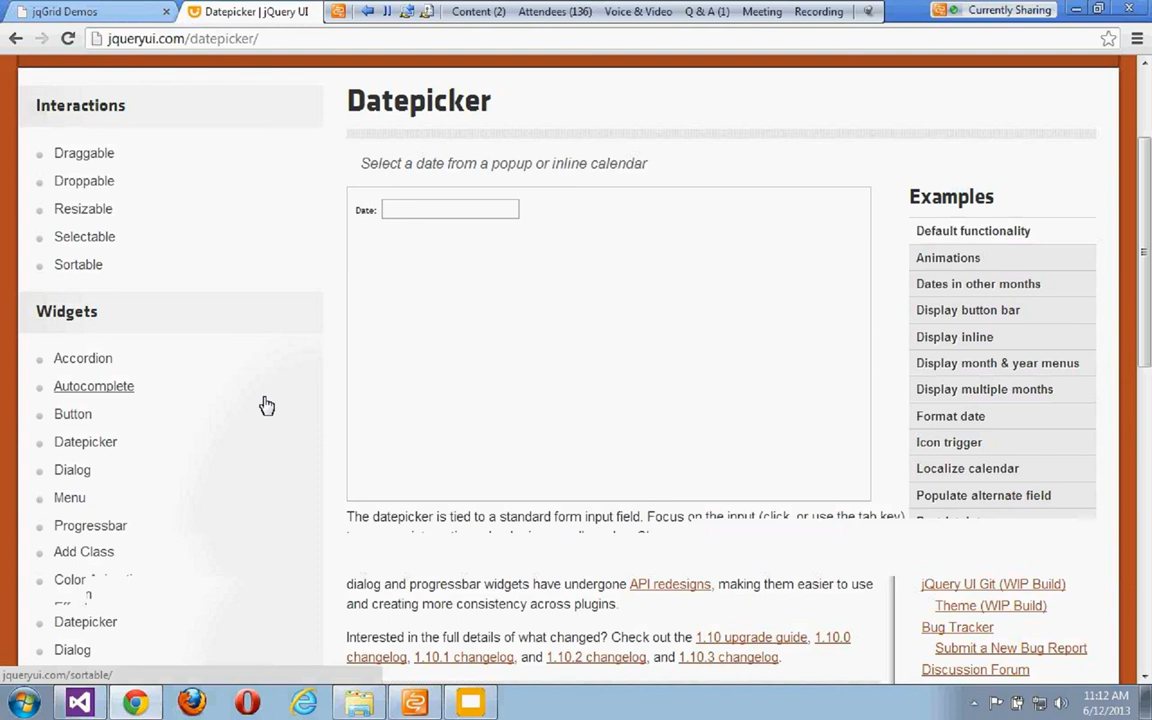 jqGrid Demos
Datepicker | jQuery UI
Content (2)
Attendees (136)
Voice & Video
Q & A (1)
Meeting
Recording
Currently Sharing
jqueryui.com/datepicker/
Interactions
Draggable
Droppable
Resizable
Selectable
Sortable
Widgets
Accordion
Autocomplete
Button
Datepicker
Dialog
Menu
Progressbar
Add Class
Color
Datepicker
Dialog
Datepicker
Select a date from a popup or inline calendar
Date:
The datepicker is tied to a standard form input field. Focus on the input (click, or use the tab key)
dialog and progressbar widgets have undergone API redesigns, making them easier to use
and creating more consistency across plugins.
Interested in the full details of what changed? Check out the 1.10 upgrade guide, 1.10.0
changelog, 1.10.1 changelog, and 1.10.2 changelog, and 1.10.3 changelog.
Examples
Default functionality
Animations
Dates in other months
Display button bar
Display inline
Display month & year menus
Display multiple months
Format date
Icon trigger
Localize calendar
Populate alternate field
jQuery UI Git (WIP Build)
Theme (WIP Build)
Bug Tracker
Submit a New Bug Report
Discussion Forum
jqueryui.com/sortable/
11:12 AM
6/12/2013